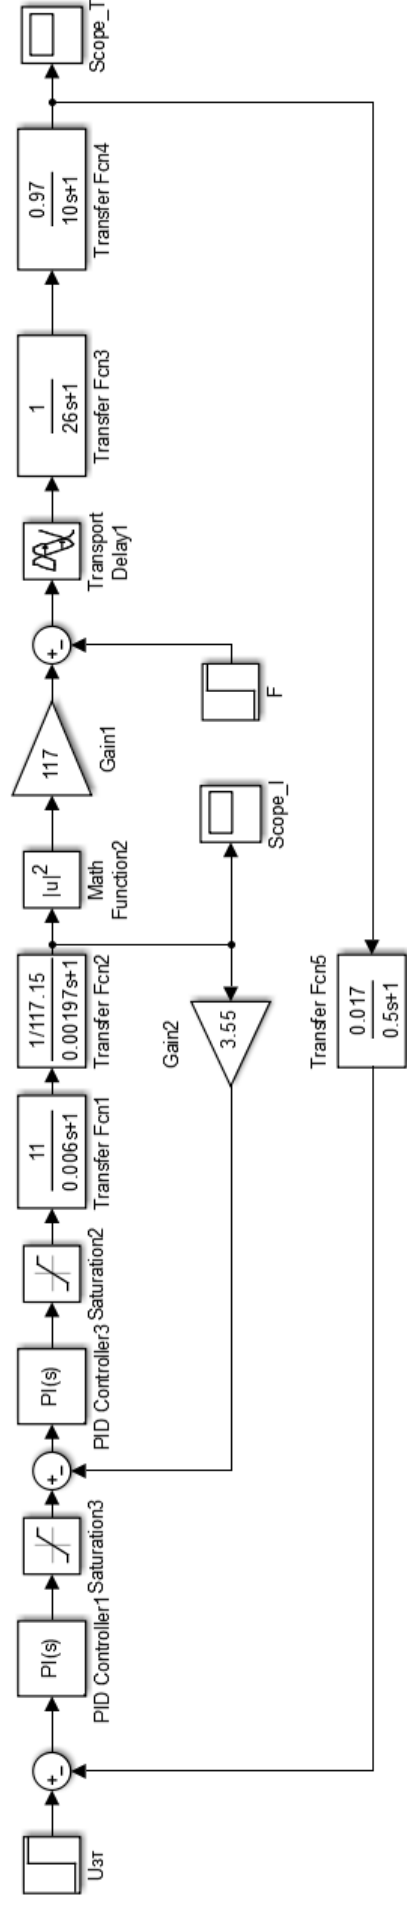 Uзт
+
−
PI(s)
PID Controller1
Saturation3
+
−
PI(s)
PID Controller3
Saturation2
11
0.006s+1
Transfer Fcn1
1/117.15
0.00197s+1
Transfer Fcn2
|u|²
Math
Function2
117
Gain1
+
−
Transport
Delay1
1
26s+1
Transfer Fcn3
0.97
10s+1
Transfer Fcn4
Scope_T
3.55
Gain2
Scope_I
F
Transfer Fcn5
0.017
0.5s+1